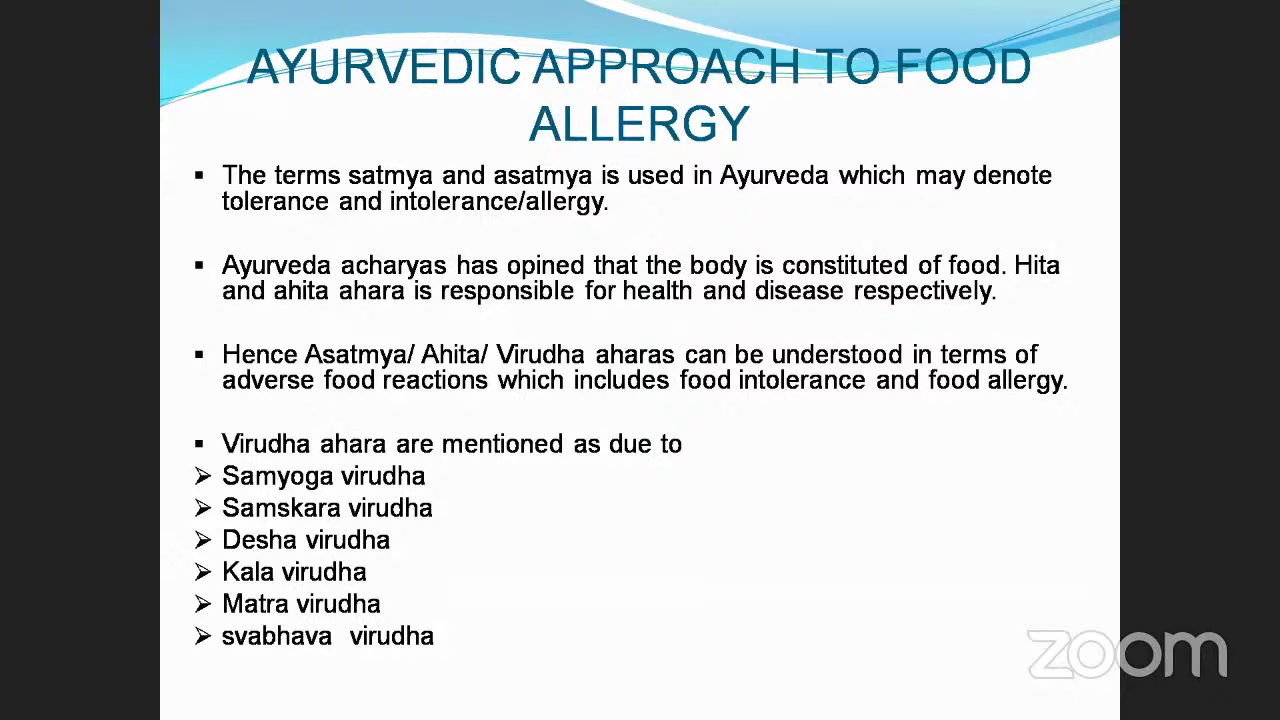 AYURVEDIC APPROACH TO FOOD
ALLERGY
▪ The terms satmya and asatmya is used in Ayurveda which may denote
tolerance and intolerance/allergy.
▪ Ayurveda acharyas has opined that the body is constituted of food. Hita
and ahita ahara is responsible for health and disease respectively.
▪ Hence Asatmya/ Ahita/ Virudha aharas can be understood in terms of
adverse food reactions which includes food intolerance and food allergy.
▪ Virudha ahara are mentioned as due to
➢ Samyoga virudha
➢ Samskara virudha
➢ Desha virudha
➢ Kala virudha
➢ Matra virudha
➢ svabhava virudha
zoom